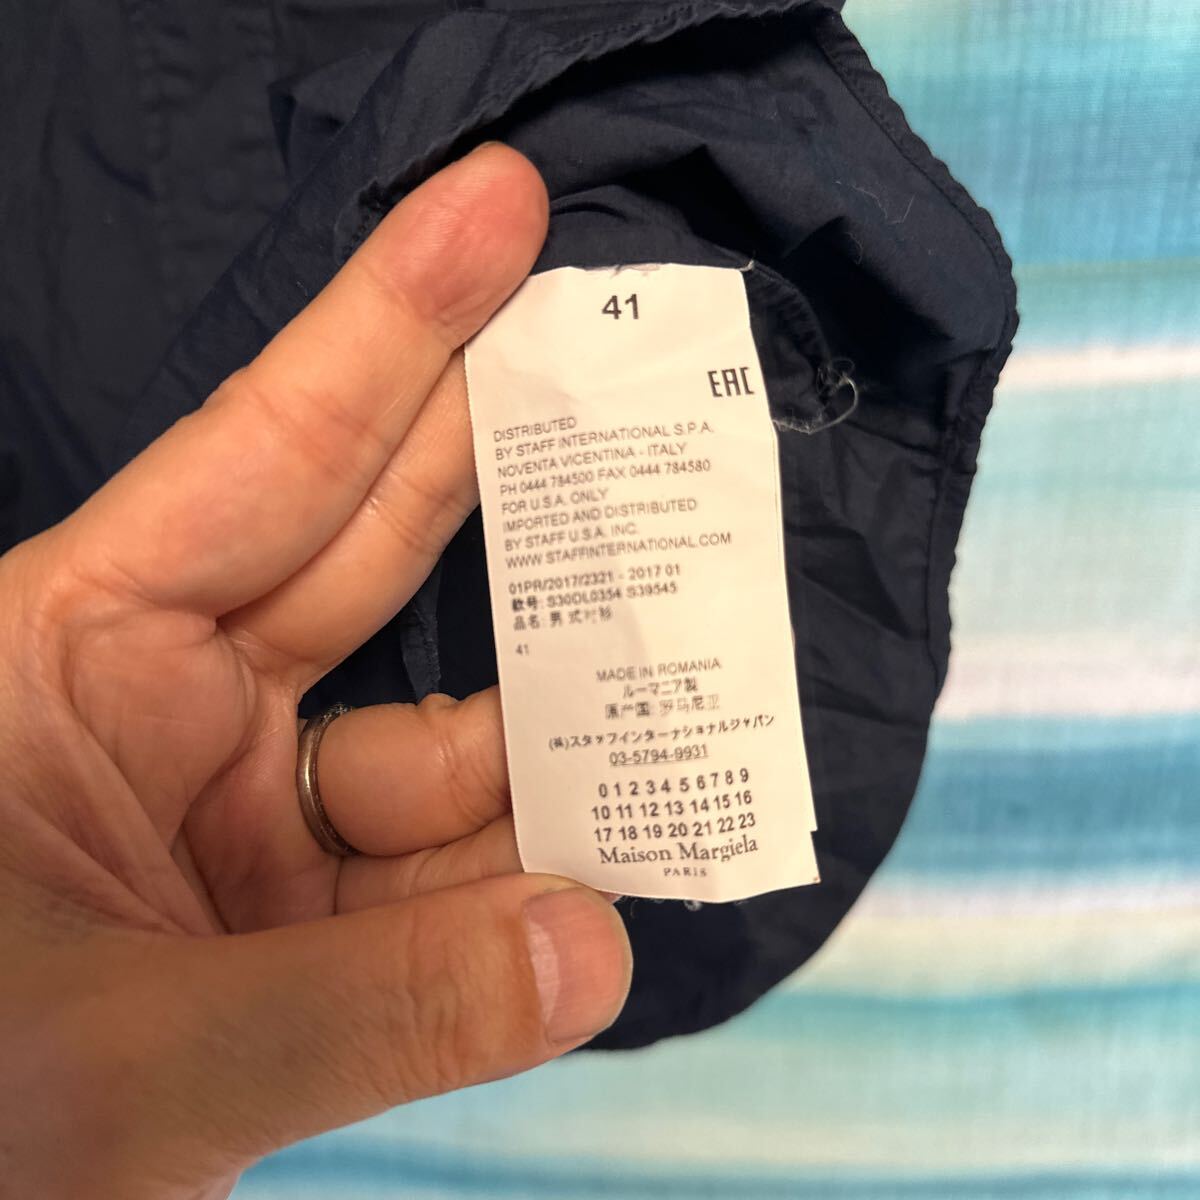 41
EAC
DISTRIBUTED
BY STAFF INTERNATIONAL S.P.A.
NOVENTA VICENTINA - ITALY
PH 0444 784500 FAX 0444 784580
FOR U.S.A. ONLY
IMPORTED AND DISTRIBUTED
BY STAFF U.S.A. INC.
WWW.STAFFINTERNATIONAL.COM
01PR/2017/2321 - 2017 01
款号: S30DL0354 S39545
品名: 男式衬衫
41
MADE IN ROMANIA
ルーマニア製
原产国: 罗马尼亚
(株)スタッフインターナショナルジャパン
03-5794-9931
0 1 2 3 4 5 6 7 8 9
10 11 12 13 14 15 16
17 18 19 20 21 22 23
Maison Margiela
PARIS